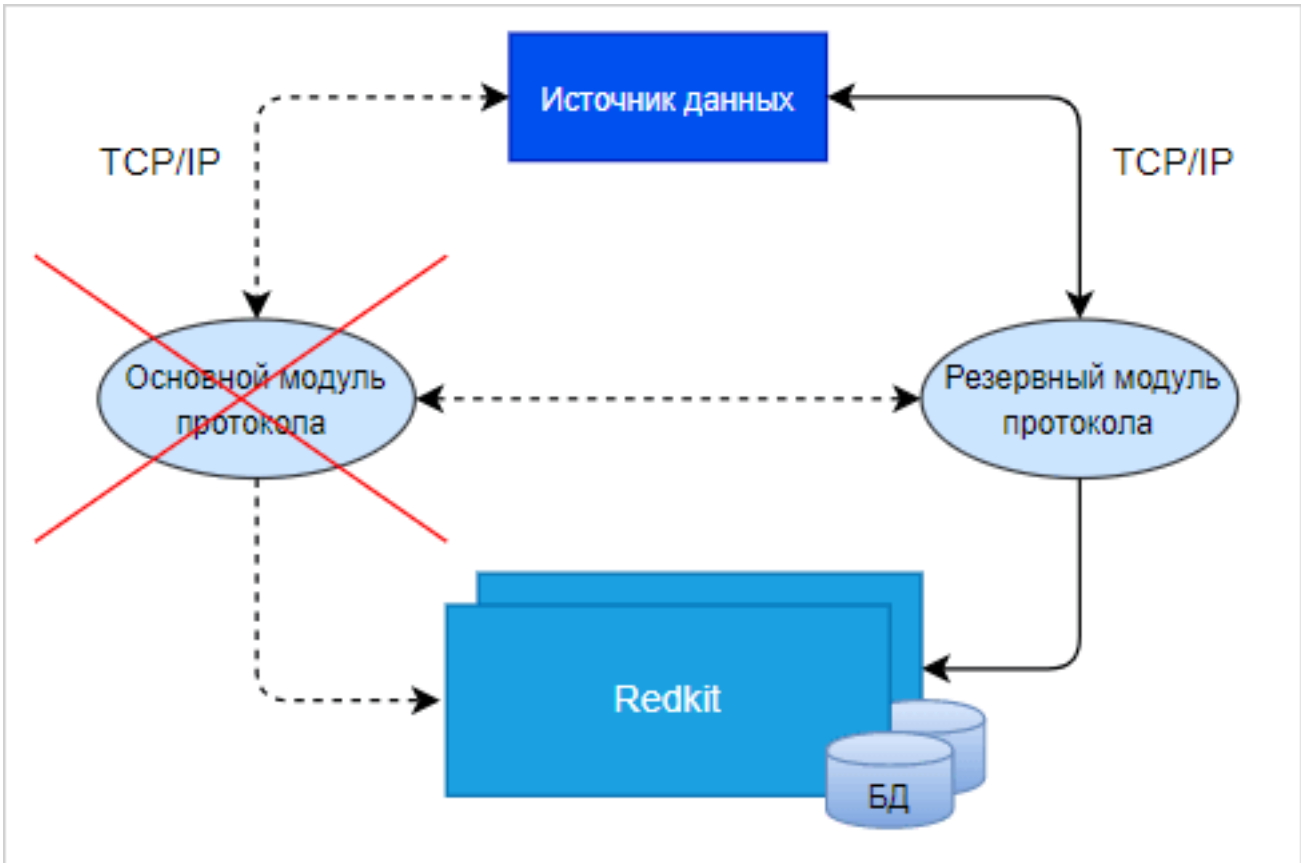 Источник данных
TCP/IP
TCP/IP
Основной модуль
протокола
Резервный модуль
протокола
Redkit
БД